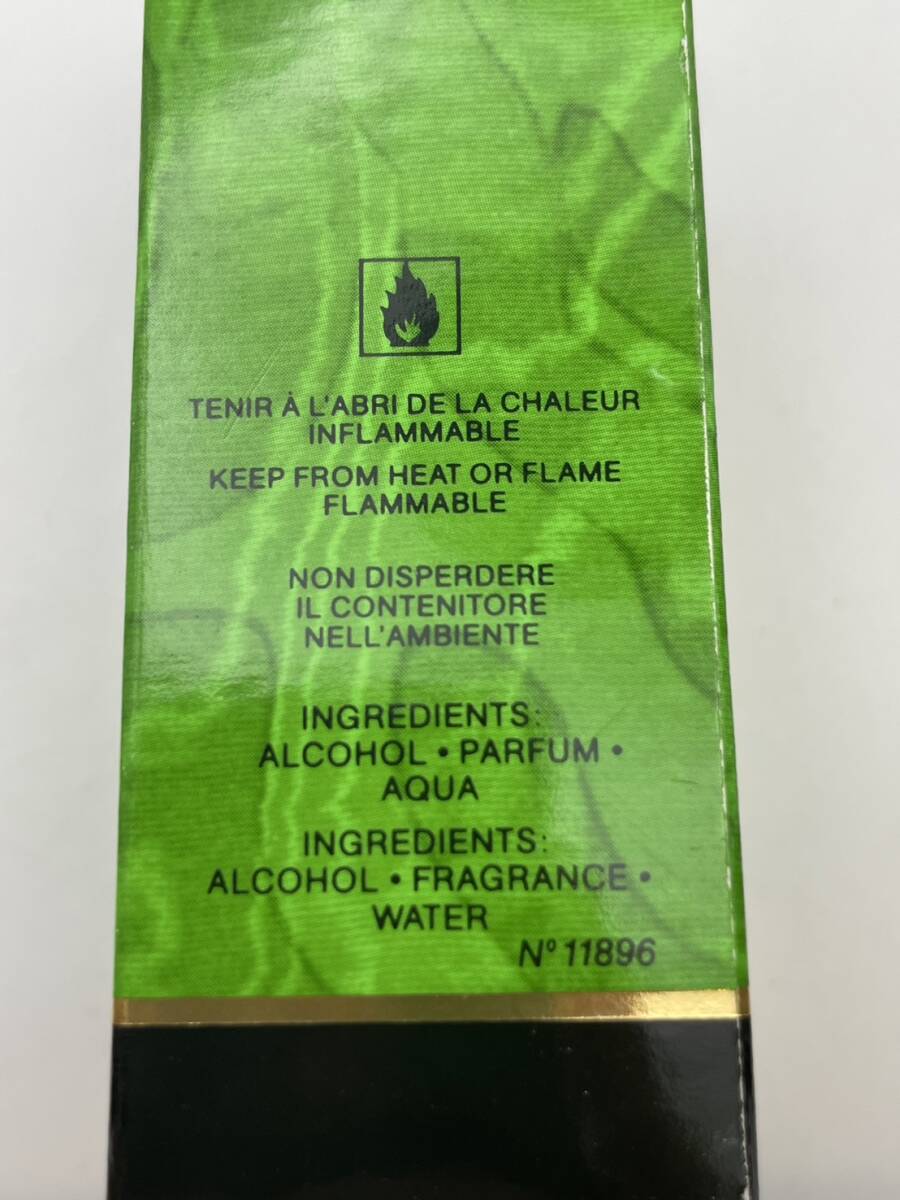 TENIR À L'ABRI DE LA CHALEUR
INFLAMMABLE
KEEP FROM HEAT OR FLAME
FLAMMABLE
NON DISPERDERE
IL CONTENITORE
NELL'AMBIENTE
INGREDIENTS:
ALCOHOL • PARFUM •
AQUA
INGREDIENTS:
ALCOHOL • FRAGRANCE •
WATER
Nº 11896